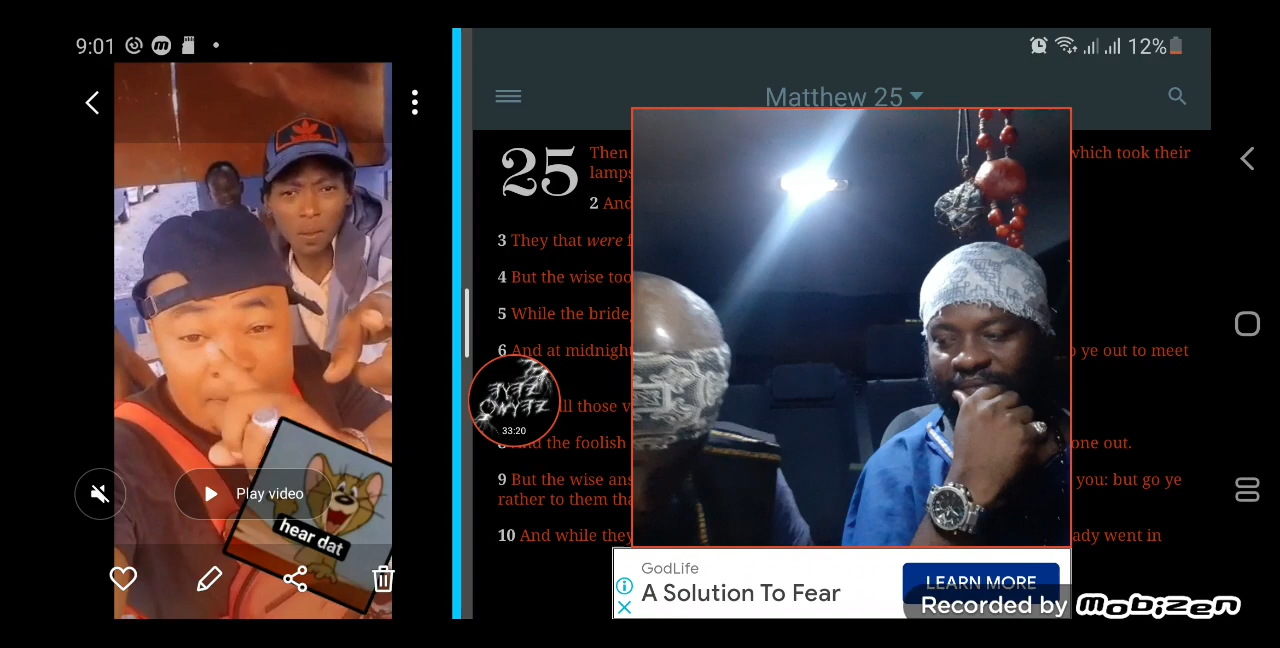 9:01
12%
Play video
hear dat
Matthew 25
25
Then
which took their
lamps
2 And
3 They that were f
4 But the wise too
5 While the bride
6 And at midnight
o ye out to meet
ll those v
33:20
nd the foolish
one out.
9 But the wise ans
you: but go ye
rather to them tha
10 And while they
ady went in
GodLife
A Solution To Fear
LEARN MORE
Recorded by mobizen